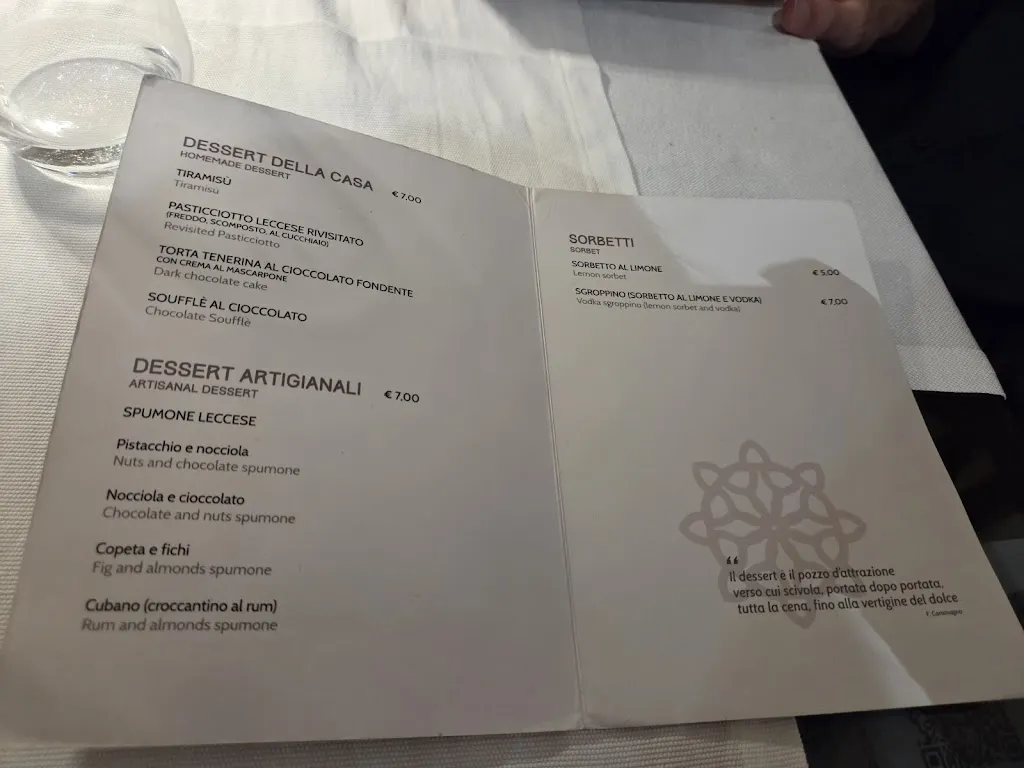 DESSERT DELLA CASA € 7,00
HOMEMADE DESSERT
TIRAMISÙ
Tiramisu
PASTICCIOTTO LECCESE RIVISITATO
(FREDDO, SCOMPOSTO, AL CUCCHIAIO)
Revisited Pasticciotto
TORTA TENERINA AL CIOCCOLATO FONDENTE
CON CREMA AL MASCARPONE
Dark chocolate cake
SOUFFLÈ AL CIOCCOLATO
Chocolate Soufflè
DESSERT ARTIGIANALI € 7,00
ARTISANAL DESSERT
SPUMONE LECCESE
Pistacchio e nocciola
Nuts and chocolate spumone
Nocciola e cioccolato
Chocolate and nuts spumone
Copeta e fichi
Fig and almonds spumone
Cubano (croccantino al rum)
Rum and almonds spumone
SORBETTI
SORBET
SORBETTO AL LIMONE € 5,00
Lemon sorbet
SGROPPINO (SORBETTO AL LIMONE E VODKA) € 7,00
Vodka sgroppino (lemon sorbet and vodka)
“
Il dessert è il pozzo d'attrazione
verso cui scivola, portata dopo portata,
tutta la cena, fino alla vertigine del dolce